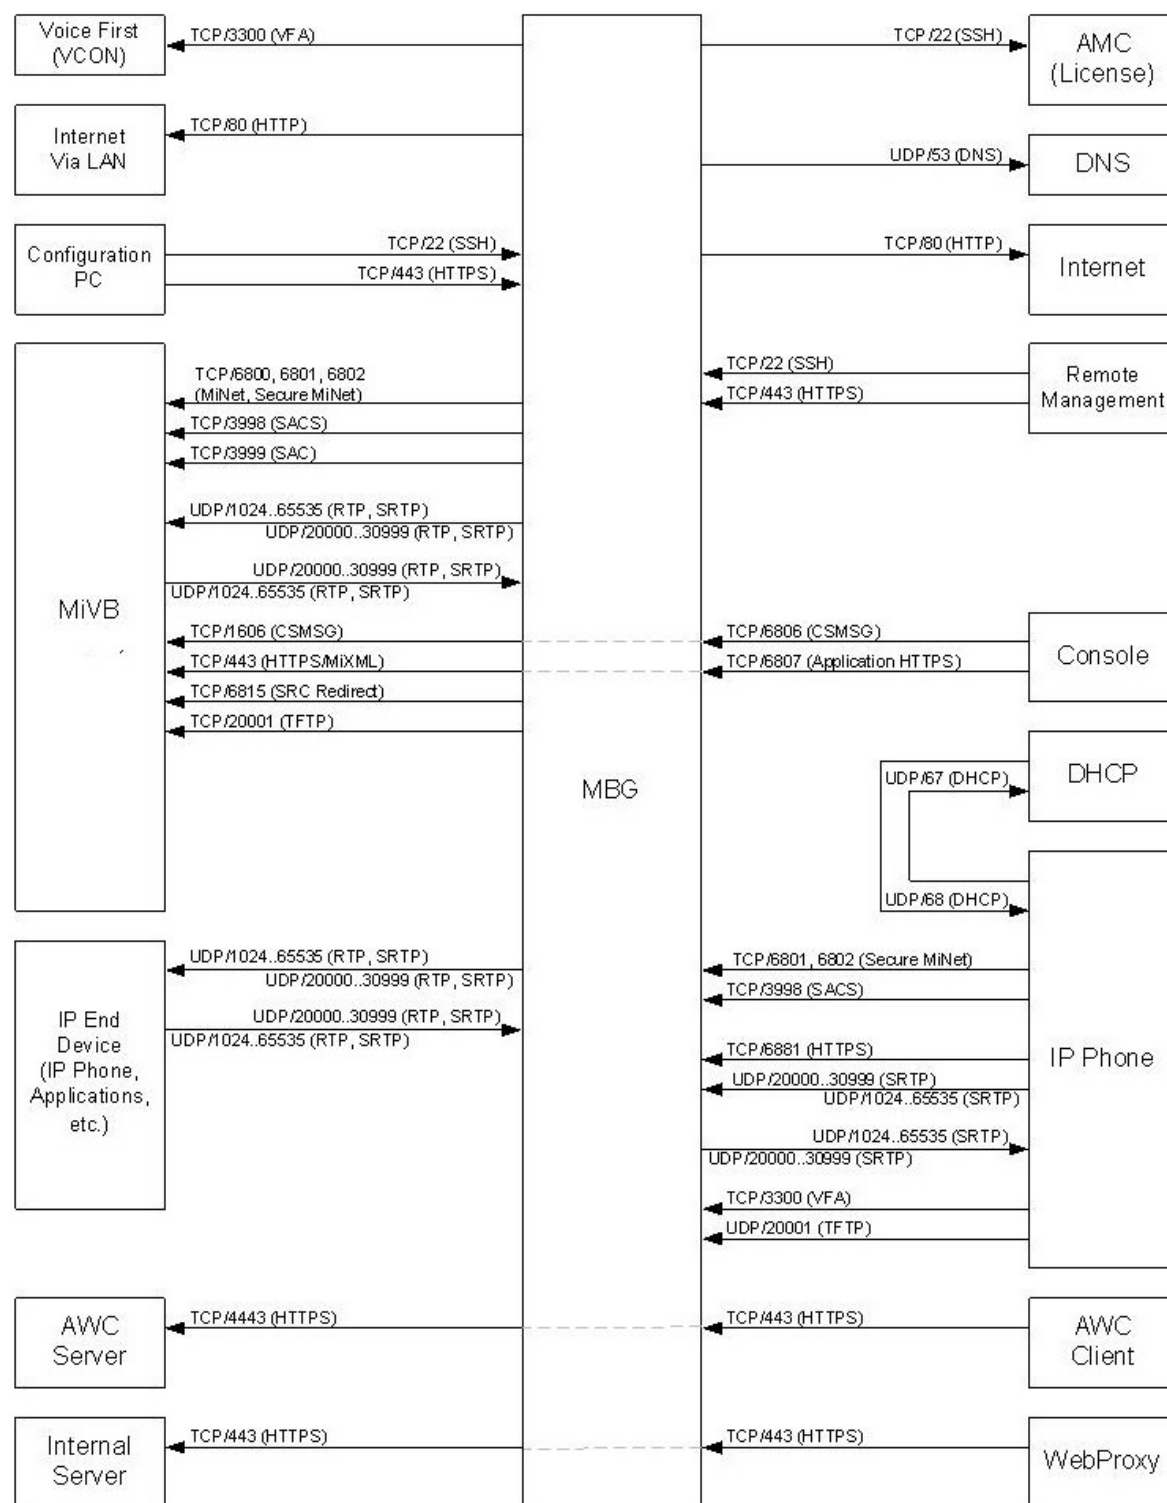 Voice First
(VCON)
TCP/3300 (VFA)
TCP/22 (SSH)
AMC
(License)
Internet
Via LAN
TCP/80 (HTTP)
UDP/53 (DNS)
DNS
Configuration
PC
TCP/22 (SSH)
TCP/443 (HTTPS)
TCP/80 (HTTP)
Internet
TCP/22 (SSH)
TCP/443 (HTTPS)
Remote
Management
MiVB
TCP/6800, 6801, 6802
(MiNet, Secure MiNet)
TCP/3998 (SACS)
TCP/3999 (SAC)
UDP/1024..65535 (RTP, SRTP)
UDP/20000..30999 (RTP, SRTP)
UDP/20000..30999 (RTP, SRTP)
UDP/1024..65535 (RTP, SRTP)
TCP/1606 (CSMSG)
TCP/443 (HTTPS/MiXML)
TCP/6815 (SRC Redirect)
TCP/20001 (TFTP)
TCP/6806 (CSMSG)
TCP/6807 (Application HTTPS)
Console
MBG
UDP/67 (DHCP)
DHCP
UDP/68 (DHCP)
IP End
Device
(IP Phone,
Applications,
etc.)
UDP/1024..65535 (RTP, SRTP)
UDP/20000..30999 (RTP, SRTP)
UDP/20000..30999 (RTP, SRTP)
UDP/1024..65535 (RTP, SRTP)
TCP/6801, 6802 (Secure MiNet)
TCP/3998 (SACS)
TCP/6881 (HTTPS)
UDP/20000..30999 (SRTP)
UDP/1024..65535 (SRTP)
UDP/1024..65535 (SRTP)
UDP/20000..30999 (SRTP)
TCP/3300 (VFA)
UDP/20001 (TFTP)
IP Phone
AWC
Server
TCP/4443 (HTTPS)
TCP/443 (HTTPS)
AWC
Client
Internal
Server
TCP/443 (HTTPS)
TCP/443 (HTTPS)
WebProxy